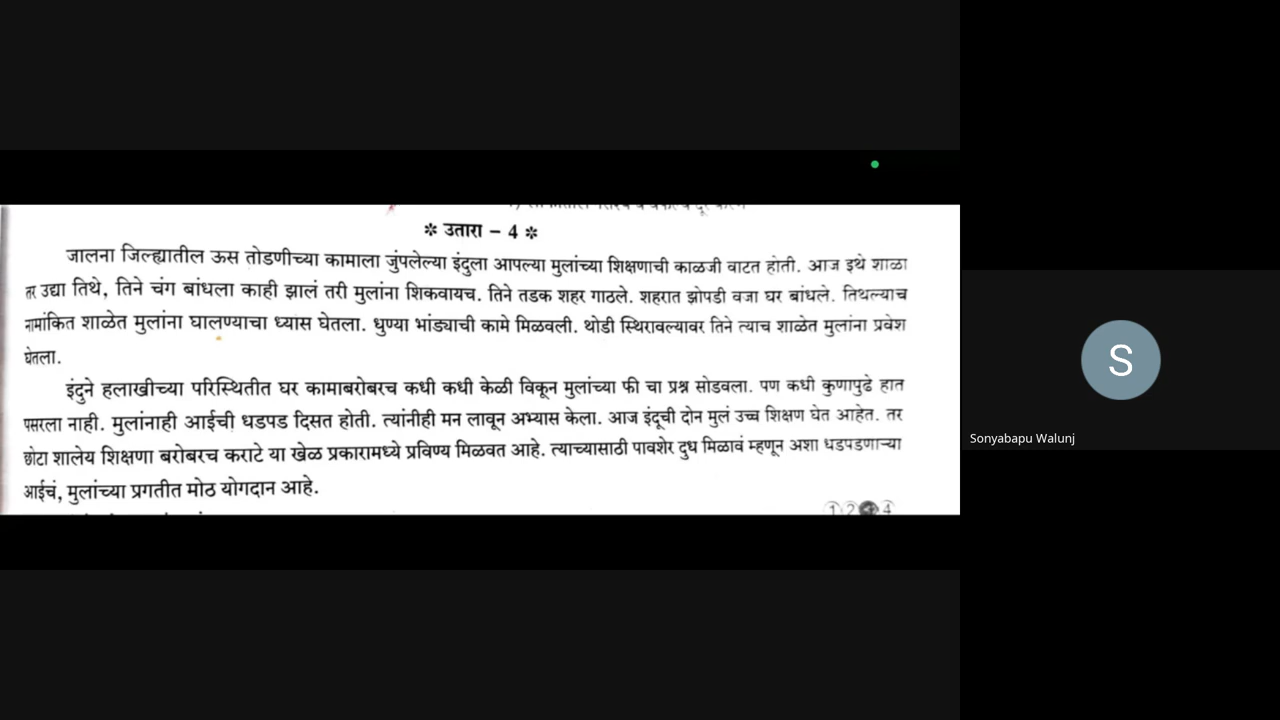 * उतारा – 4 *
जालना जिल्ह्यातील ऊस तोडणीच्या कामाला जुंपलेल्या इंदुला आपल्या मुलांच्या शिक्षणाची काळजी वाटत होती. आज इथे शाळा
तर उद्या तिथे, तिने चंग बांधला काही झालं तरी मुलांना शिकवायच. तिने तडक शहर गाठले. शहरात झोपडी वजा घर बांधले. तिथल्याच
नामांकित शाळेत मुलांना घालण्याचा ध्यास घेतला. धुण्या भांड्याची कामे मिळवली. थोडी स्थिरावल्यावर तिने त्याच शाळेत मुलांना प्रवेश
घेतला.
इंदुने हलाखीच्या परिस्थितीत घर कामाबरोबरच कधी कधी केळी विकून मुलांच्या फी चा प्रश्न सोडवला. पण कधी कुणापुढे हात
पसरला नाही. मुलांनाही आईची धडपड दिसत होती. त्यांनीही मन लावून अभ्यास केला. आज इंदूची दोन मुलं उच्च शिक्षण घेत आहेत. तर
छोटा शालेय शिक्षणा बरोबरच कराटे या खेळ प्रकारामध्ये प्रविण्य मिळवत आहे. त्याच्यासाठी पावशेर दुध मिळावं म्हणून अशा धडपडणाऱ्या
आईचं, मुलांच्या प्रगतीत मोठ योगदान आहे.
1 2 4
S
Sonyabapu Walunj